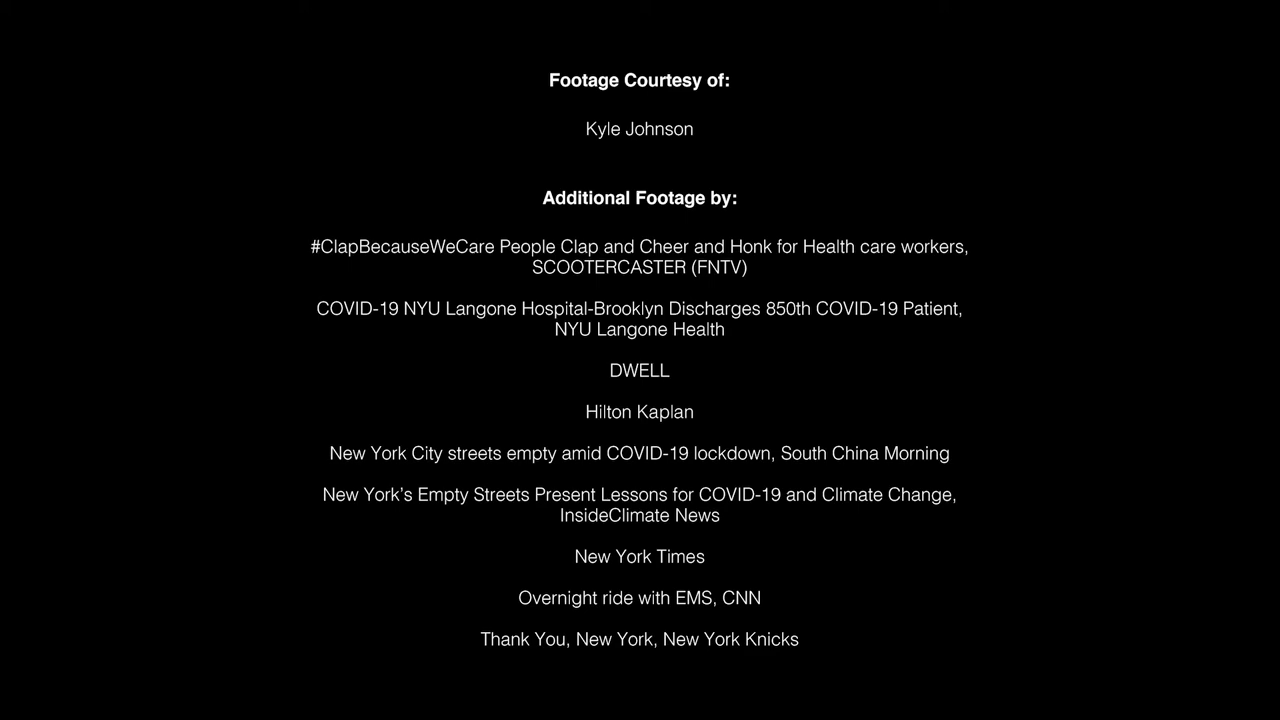 Footage Courtesy of:
Kyle Johnson
Additional Footage by:
#ClapBecauseWeCare People Clap and Cheer and Honk for Health care workers,
SCOOTERCASTER (FNTV)
COVID-19 NYU Langone Hospital-Brooklyn Discharges 850th COVID-19 Patient,
NYU Langone Health
DWELL
Hilton Kaplan
New York City streets empty amid COVID-19 lockdown, South China Morning
New York’s Empty Streets Present Lessons for COVID-19 and Climate Change,
InsideClimate News
New York Times
Overnight ride with EMS, CNN
Thank You, New York, New York Knicks